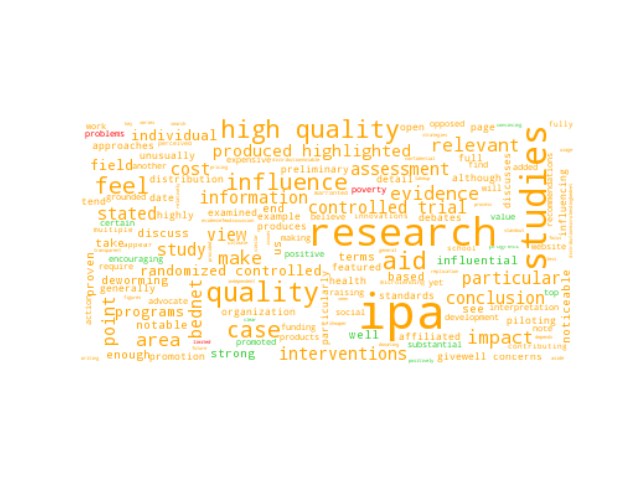 work
problems
individual
high quality
open
opposed
page
relevant
fully
approaches
unusually
produced highlighted
field
another
cost
expensive
preliminary
assessment
full
find
added
although
discusses
feel
distribution
information
influence
detail
evidence
will
studies
recommendations
influencing
tend
grounded
date
poverty
stated
highly
examined
end
example
controlled trial
believe
innovations
debates
value
certain
multiple
discuss
view
produces
research
take
appear
study
make
us
making
positive
school
website
encouraging
terms
aid
influential
proven
require
randomized controlled
featured
based
particular
deworming
generally
health
yet
top
action
advocate
quality
particularly
raising
standards
conclusion
noticeable
point
programs
bednet
organization
social
ipa
see
interpretation
development
piloting
notable
case
funding
products
well
affiliated
impact
note
area
promoted
substantial
contributing
enough
promotion
strong
interventions
givewell concerns